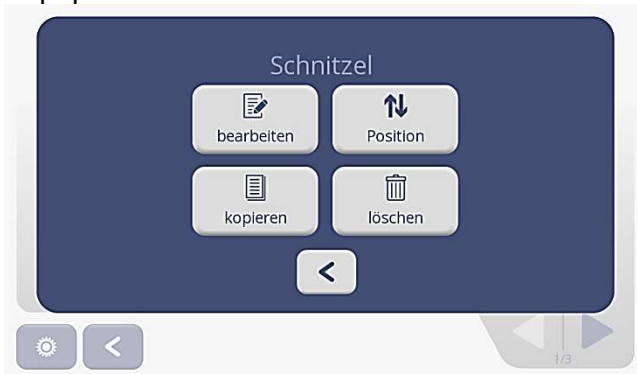 Schnitzel
bearbeiten
Position
kopieren
löschen
1/3